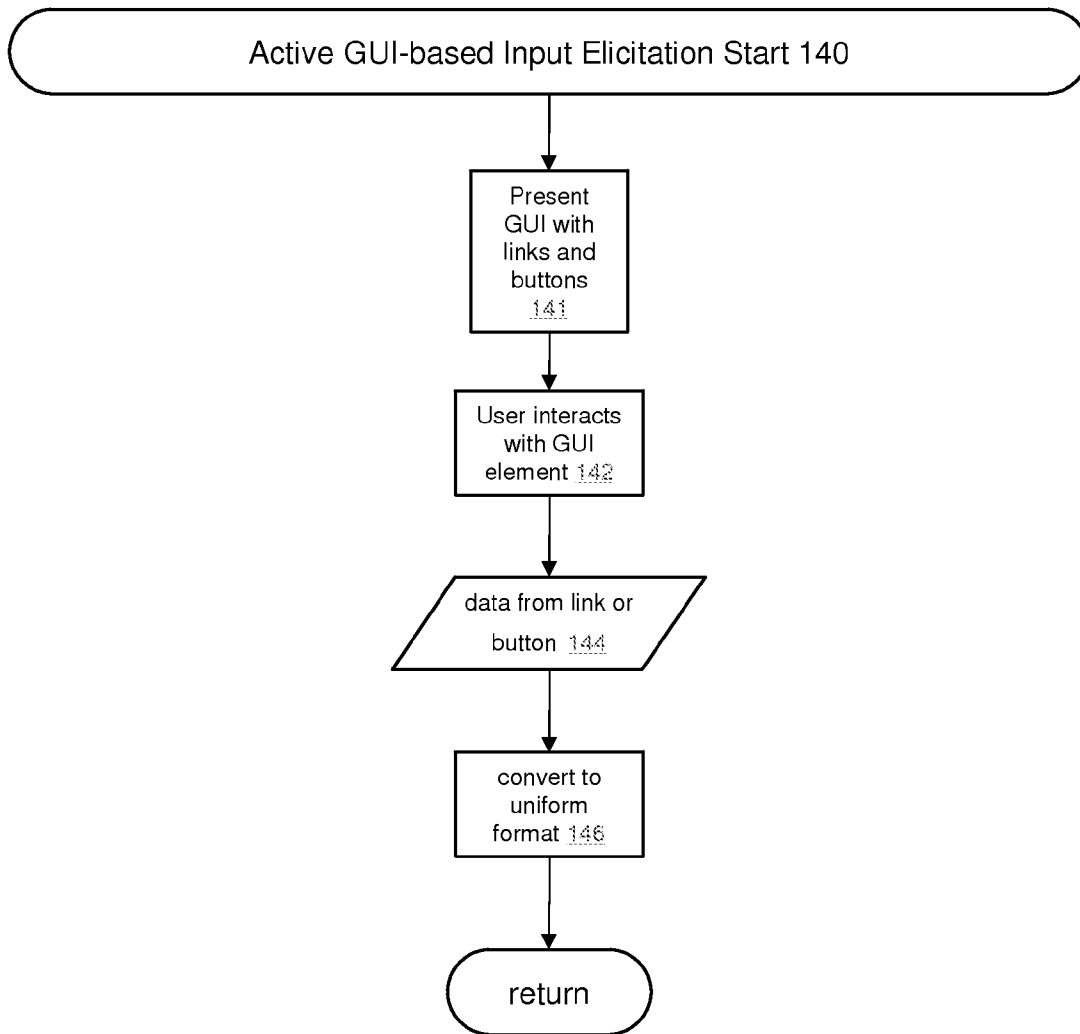 Active GUI-based Input Elicitation Start 140
Present
GUI with
links and
buttons
141
User interacts
with GUI
element 142
data from link or
button 144
convert to
uniform
format 146
return